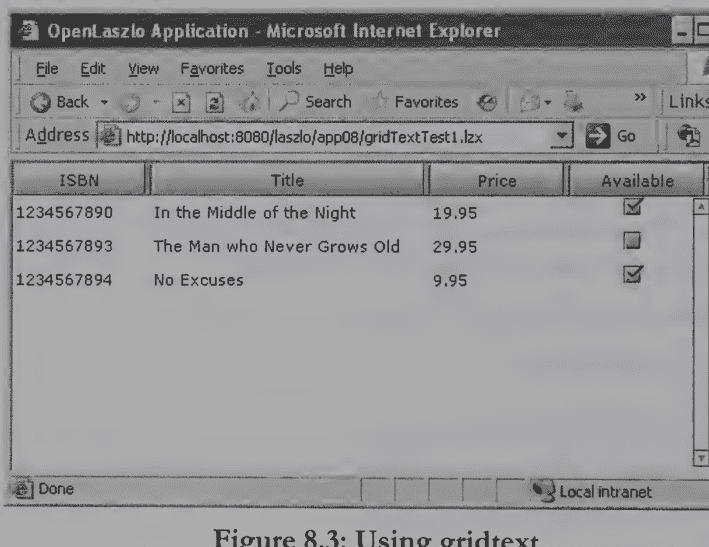 OpenLaszlo Application - Microsoft Internet Explorer
File Edit View Favorites Tools Help
Back Search Favorites » Links
Address http://localhost:8080/laszlo/app08/gridTextTest1.lzx Go
ISBN Title Price Available
1234567890 In the Middle of the Night 19.95
1234567893 The Man who Never Grows Old 29.95
1234567894 No Excuses 9.95
Done Local intranet
Figure 8.3: Using gridtext